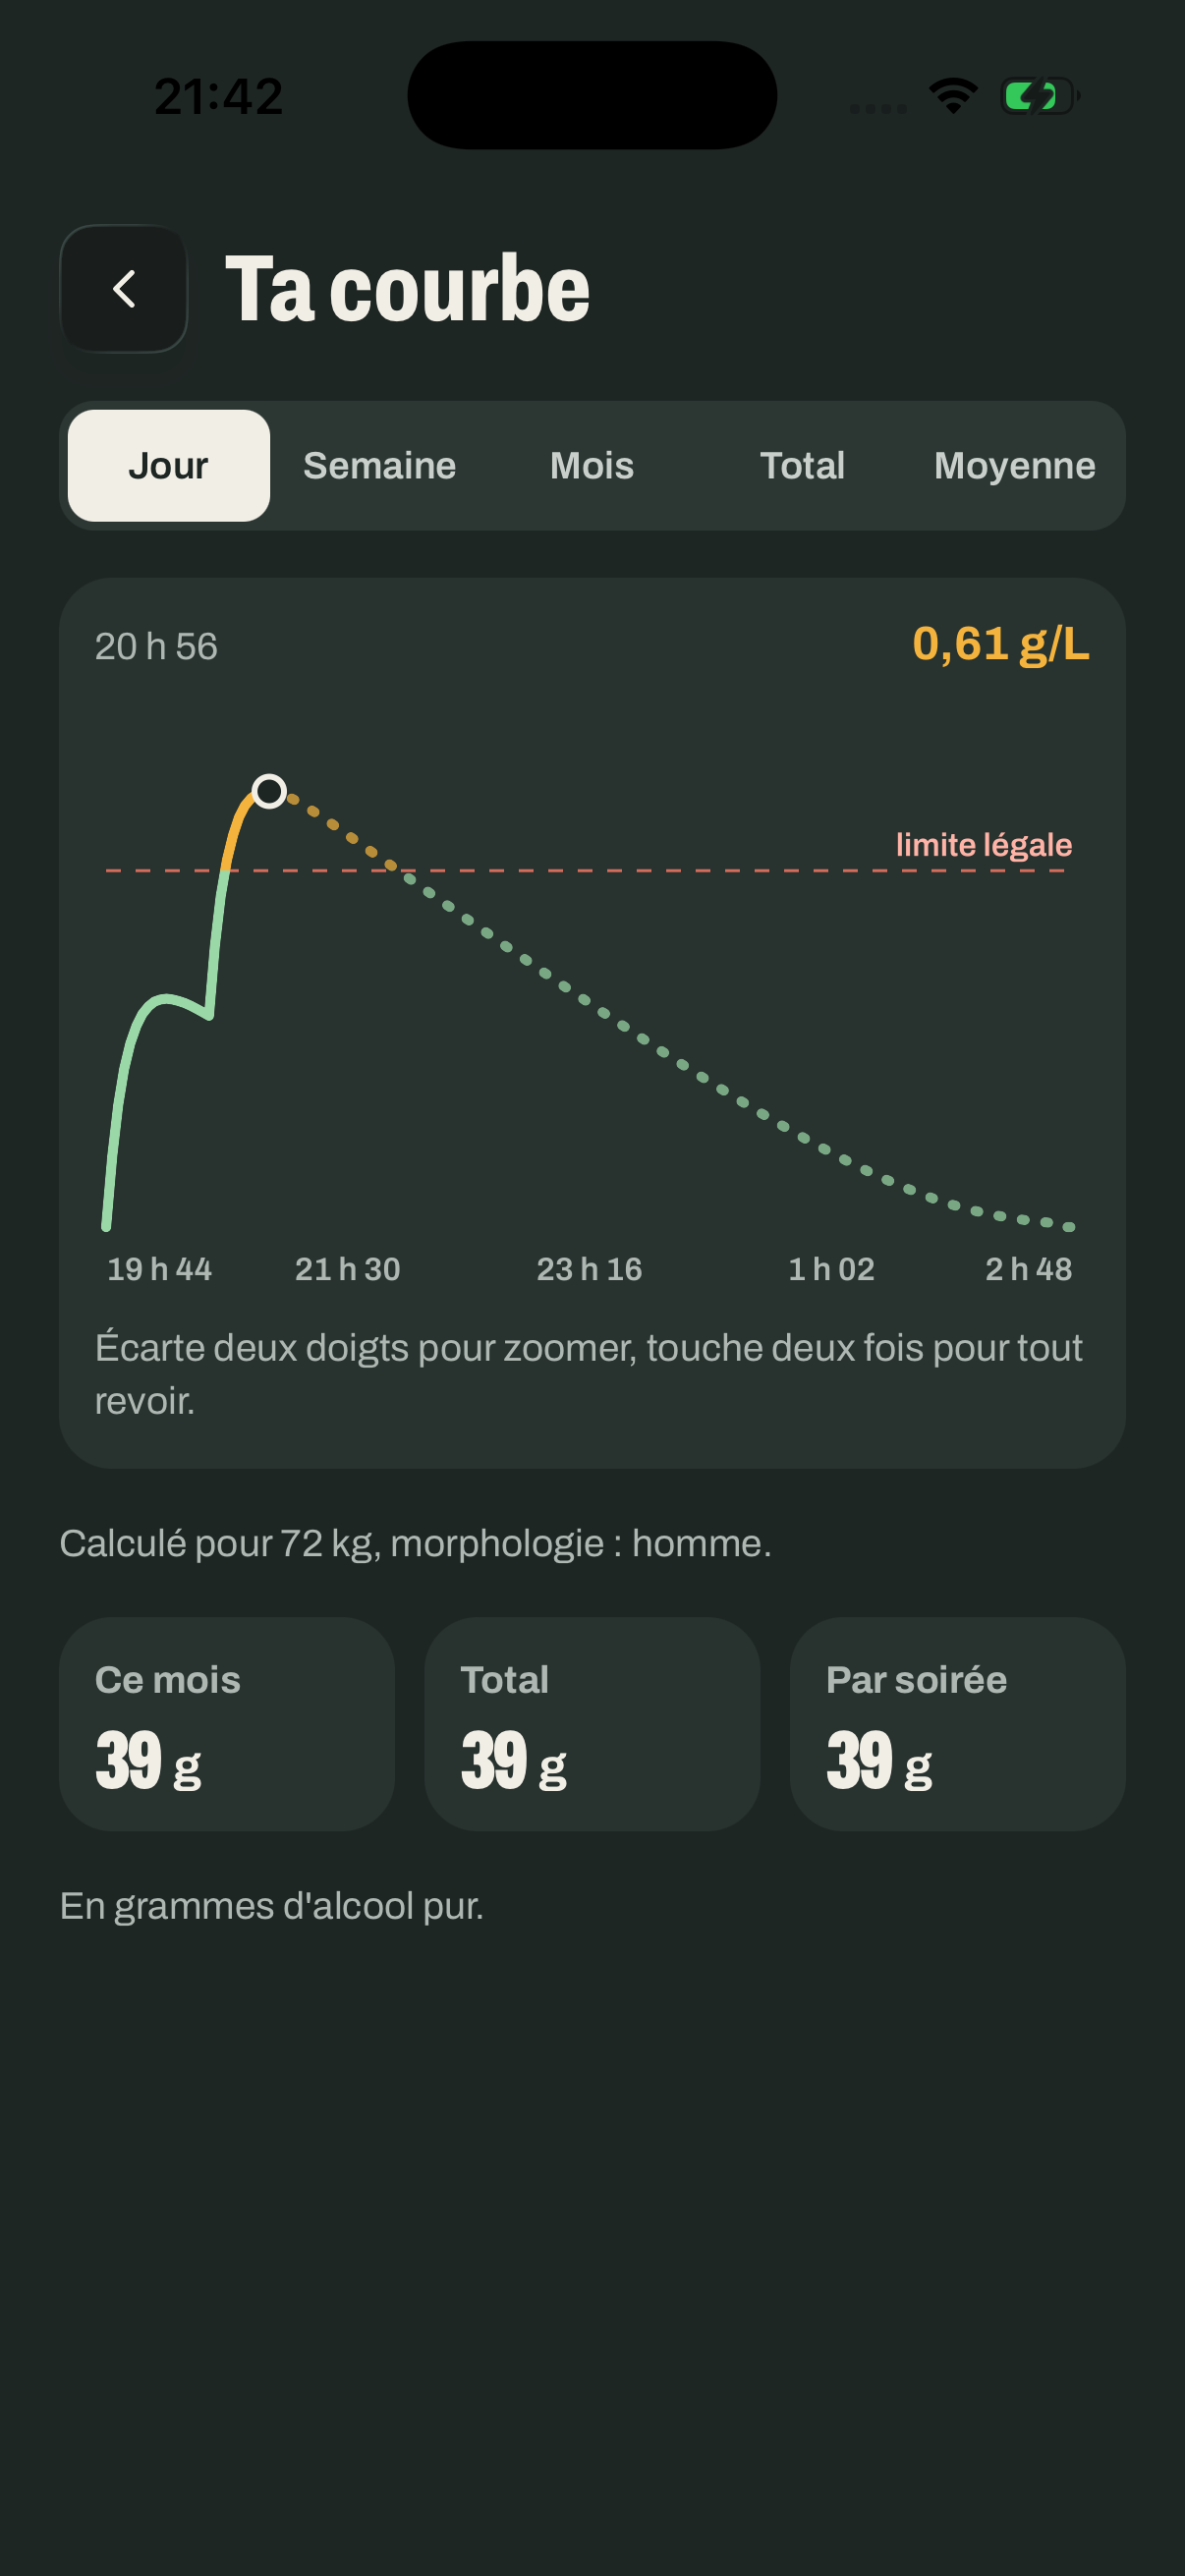 21:42
Ta courbe
Jour Semaine Mois Total Moyenne
20 h 56 0,61 g/L
limite légale
19 h 44 21 h 30 23 h 16 1 h 02 2 h 48
Écarte deux doigts pour zoomer, touche deux fois pour tout
revoir.
Calculé pour 72 kg, morphologie : homme.
Ce mois Total Par soirée
39 g 39 g 39 g
En grammes d'alcool pur.